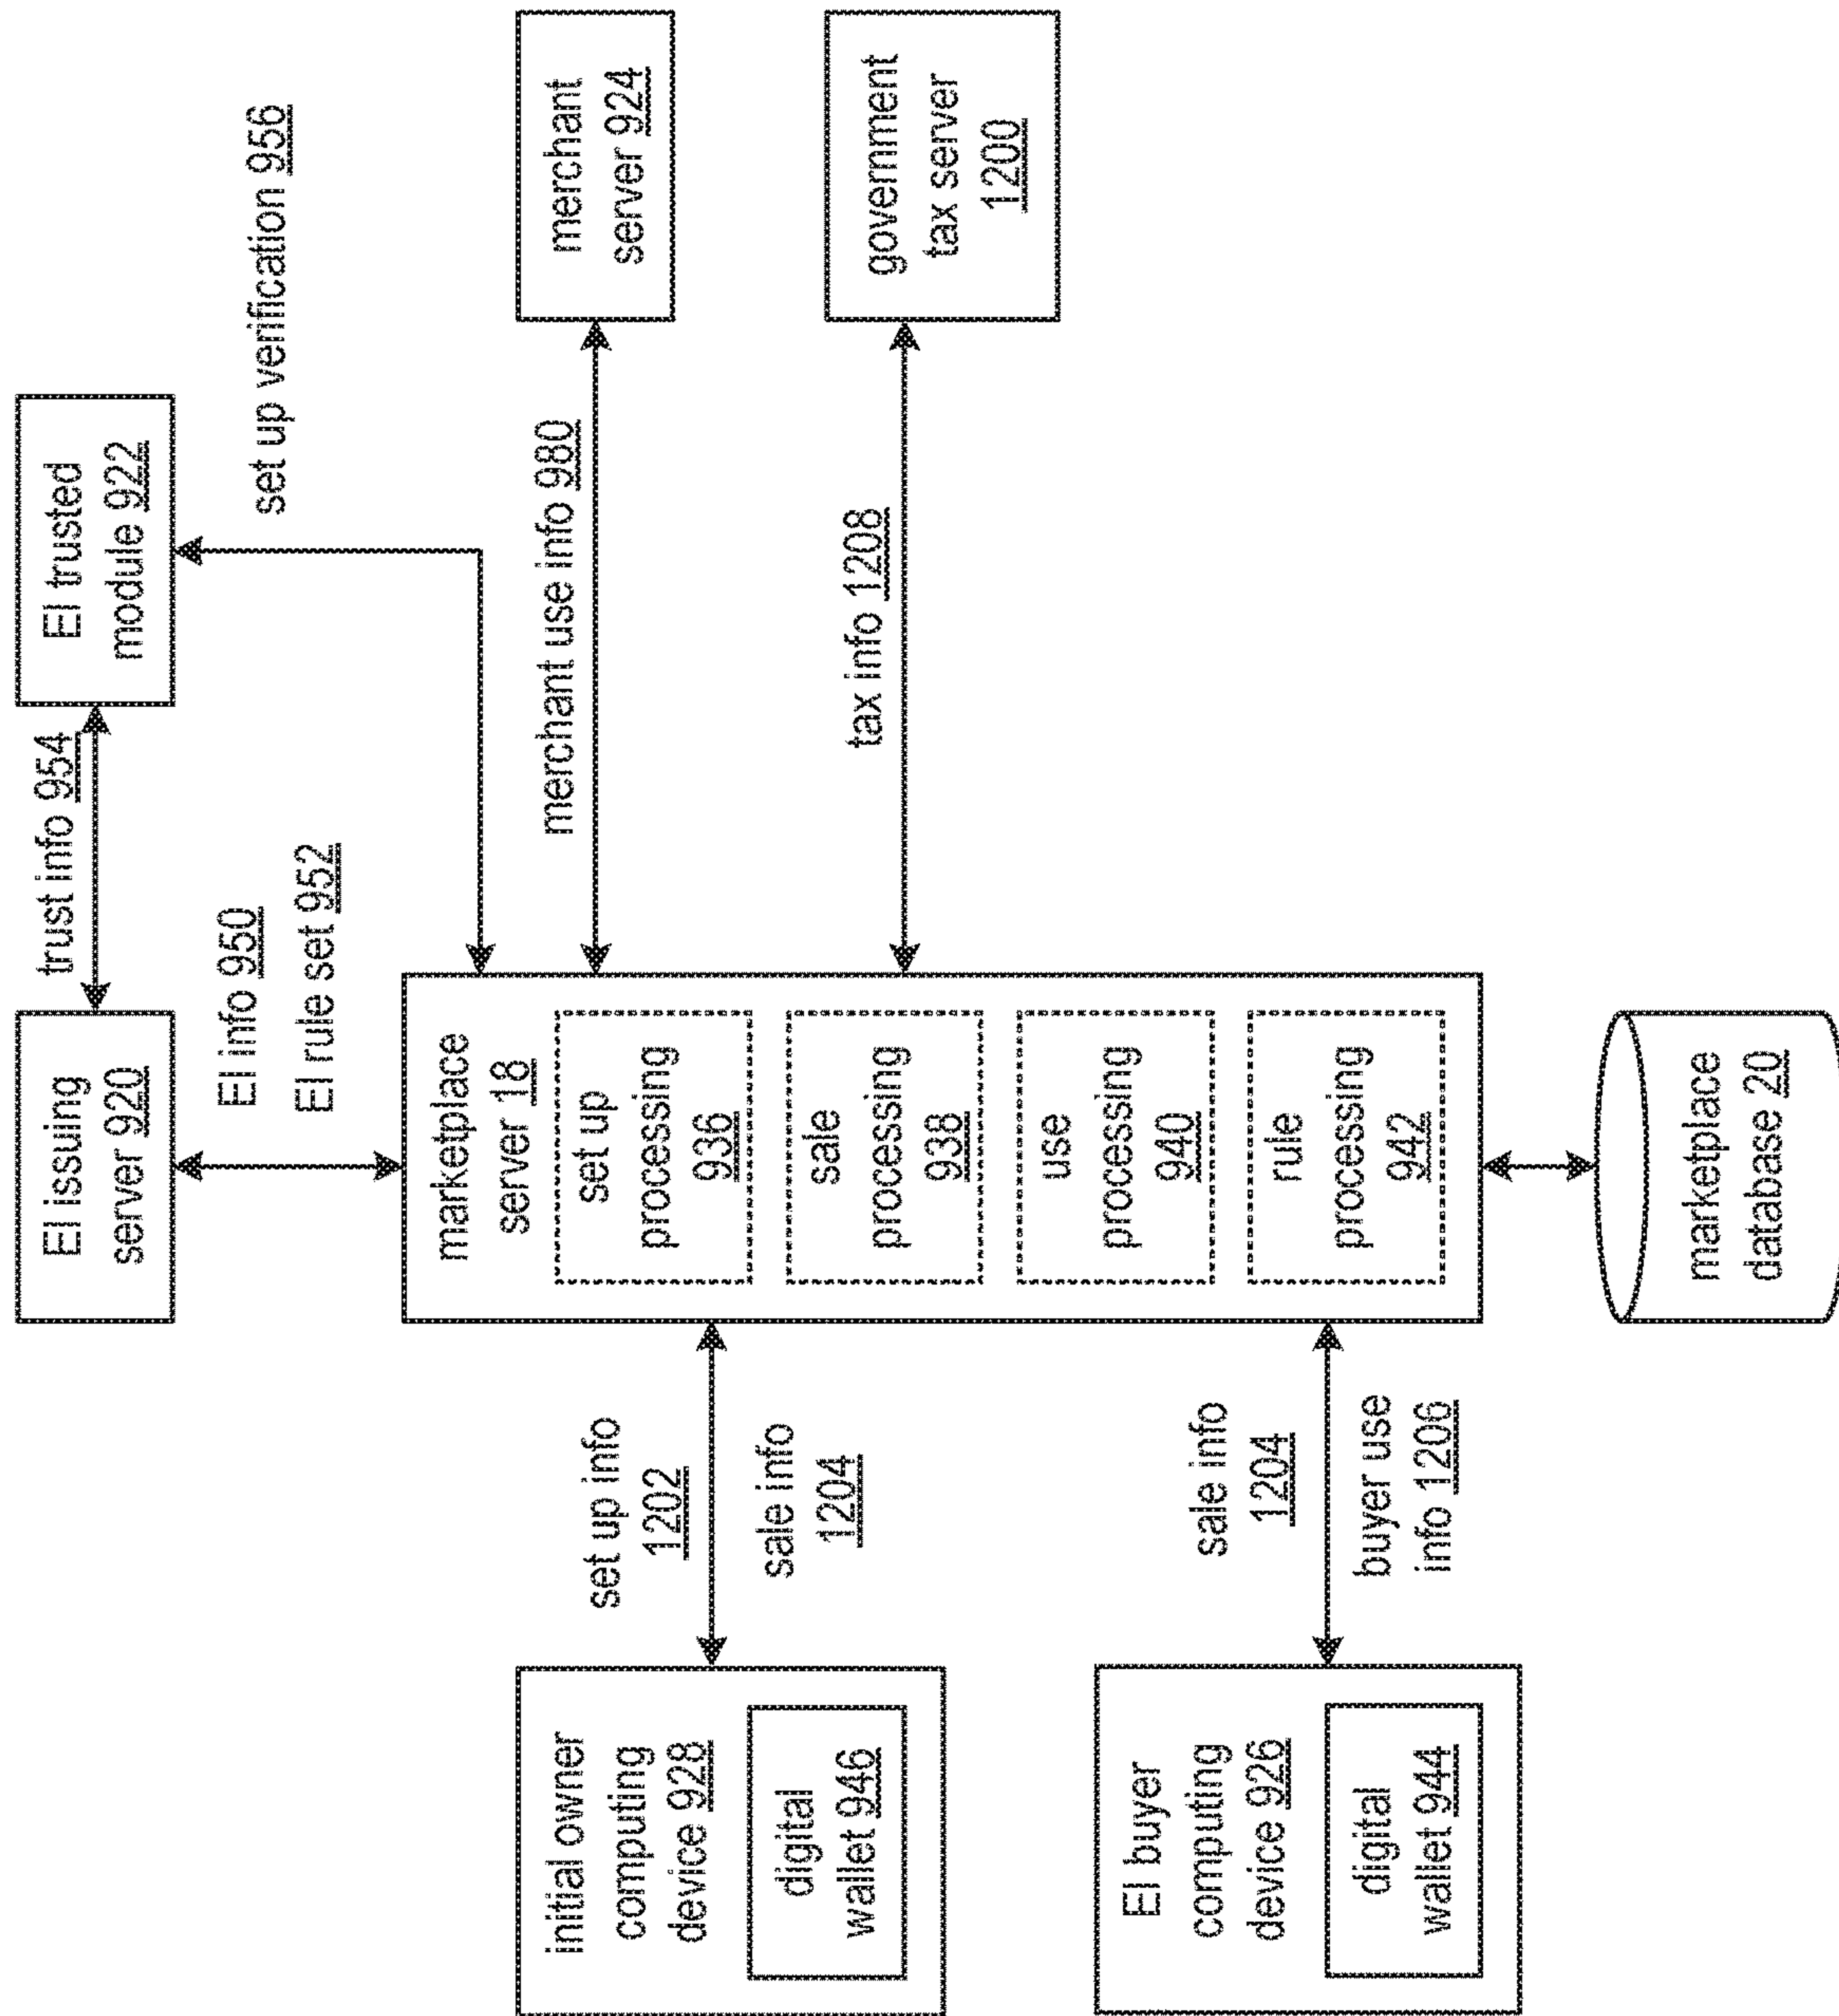 EI issuing
server 920
trust info 954
EI trusted
module 922
EI info 950
EI rule set 952
set up verification 956
initial owner
computing
device 928
digital
wallet 946
set up info
1202
sale info
1204
marketplace
server 18
set up
processing
936
sale
processing
938
use
processing
940
rule
processing
942
merchant use info 980
merchant
server 924
tax info 1208
government
tax server
1200
EI buyer
computing
device 926
digital
wallet 944
sale info
1204
buyer use
info 1206
marketplace
database 20